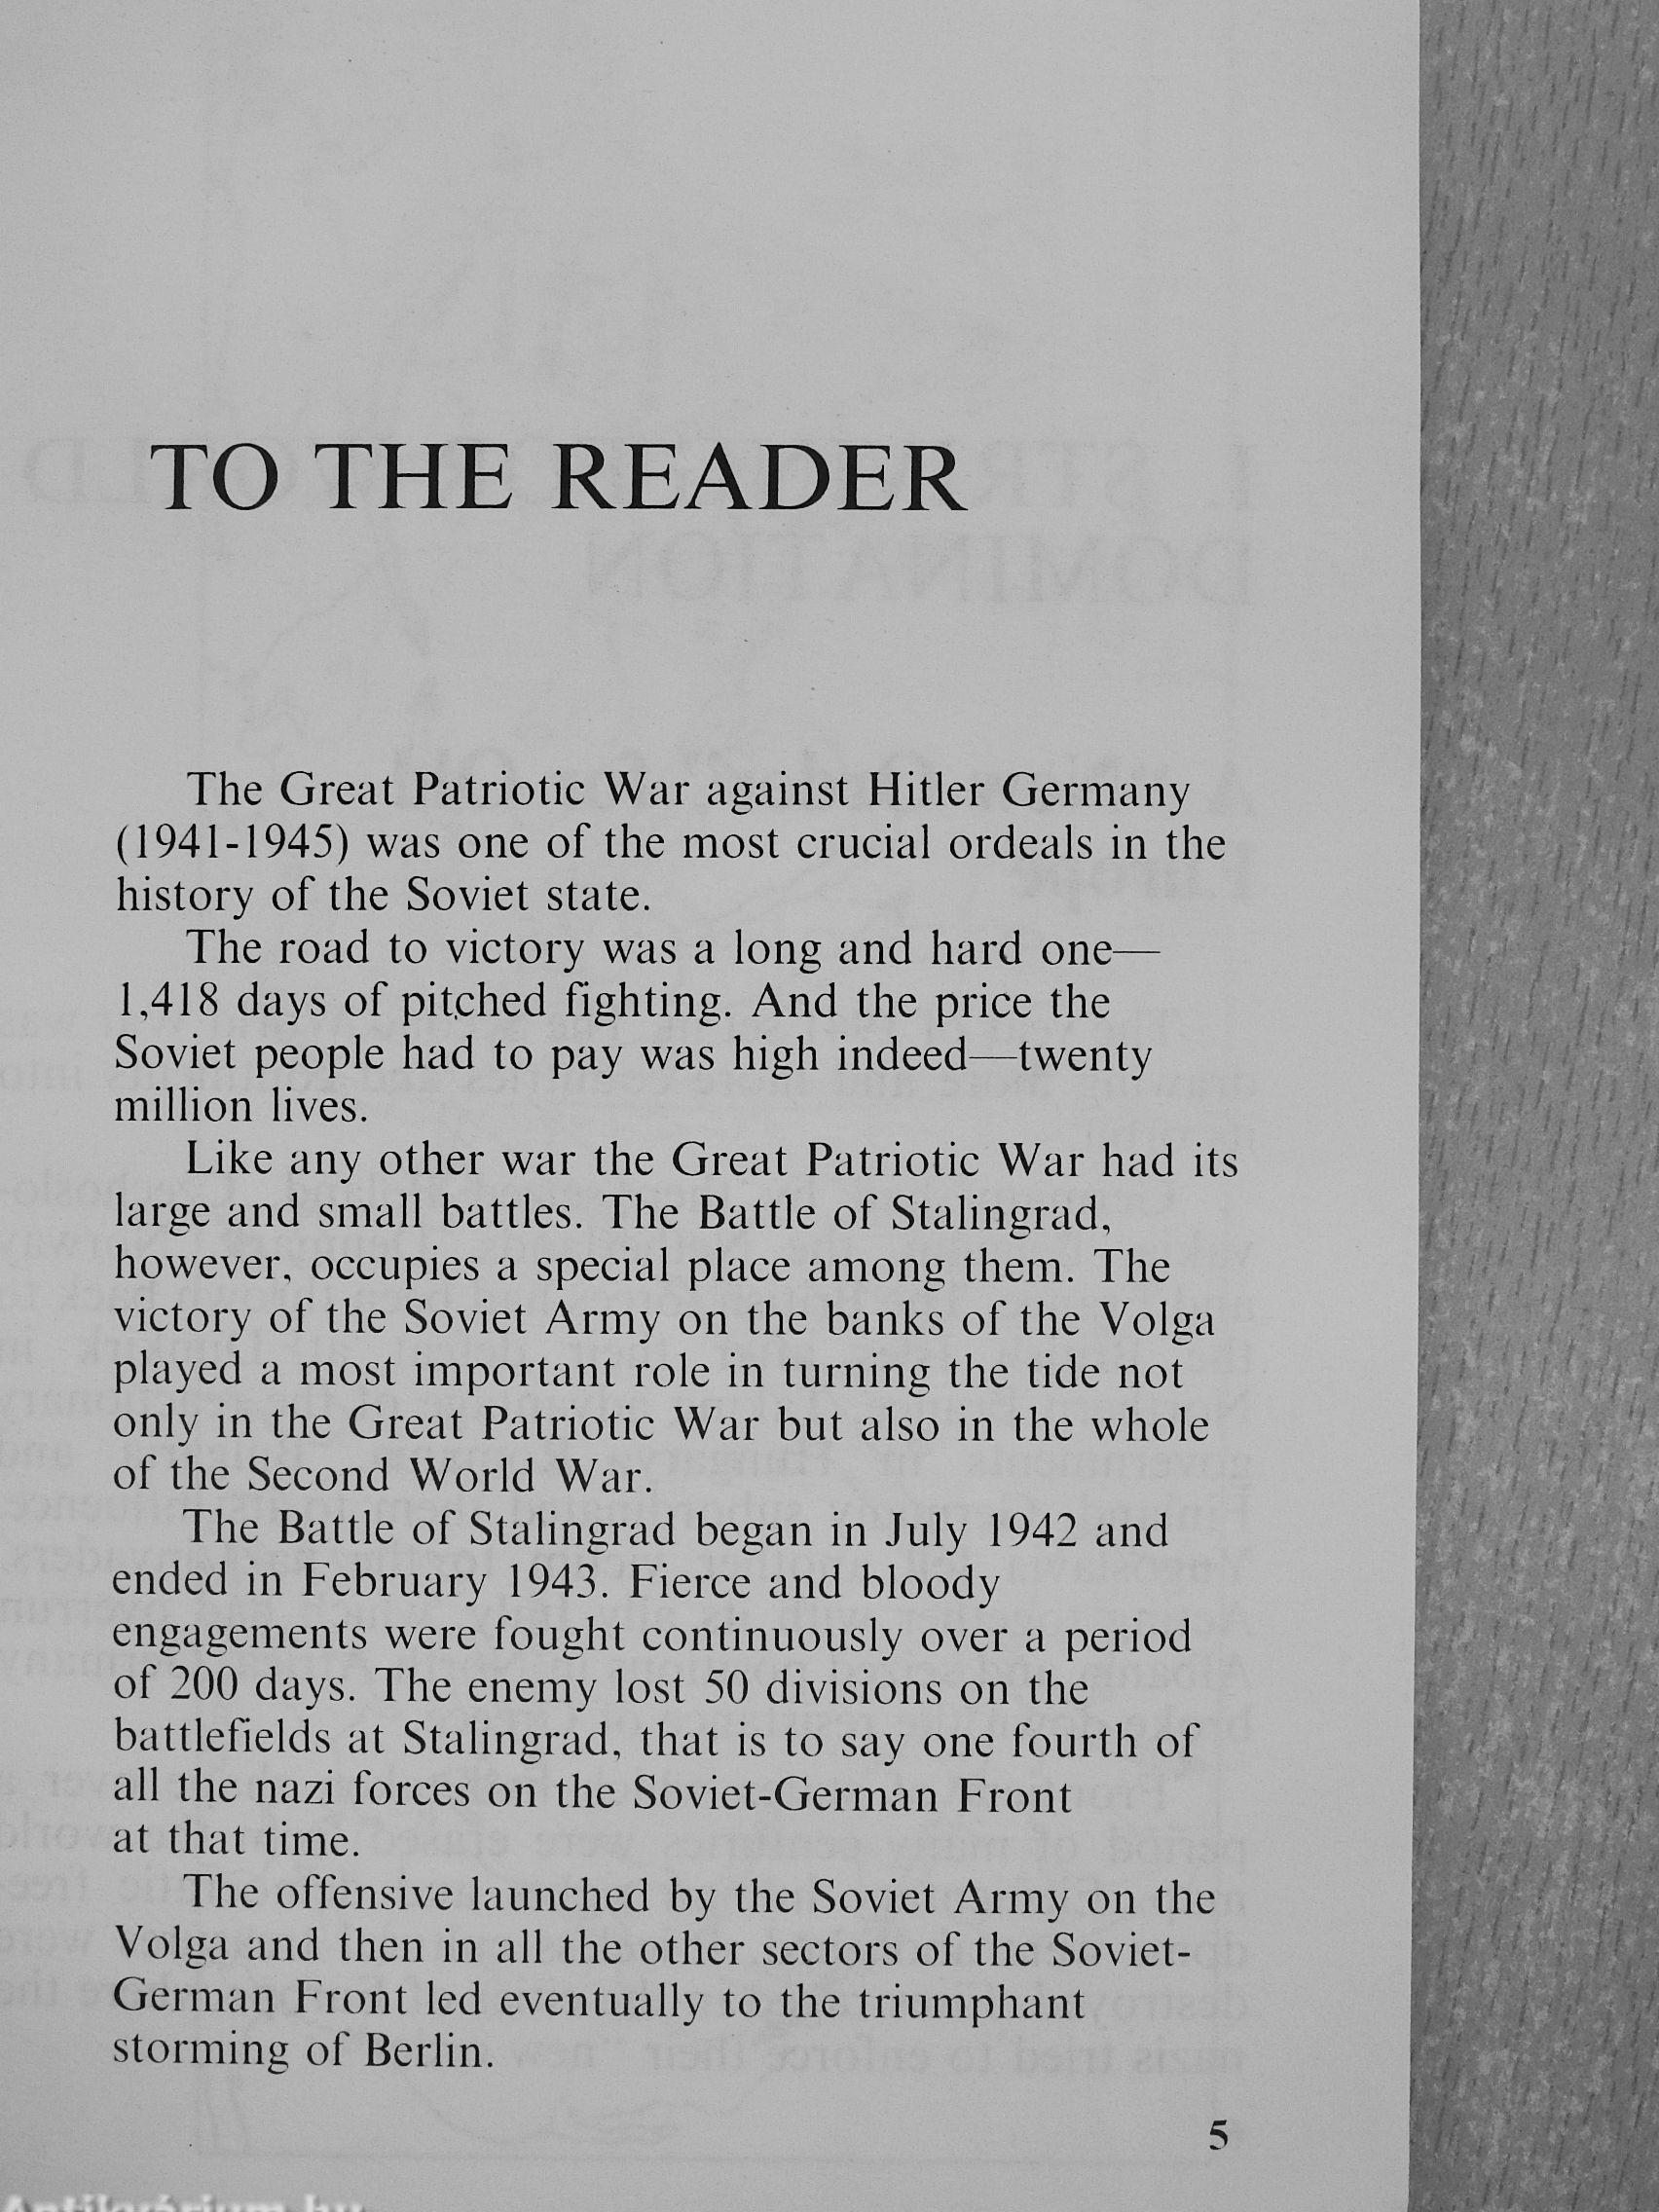 TO THE READER
The Great Patriotic War against Hitler Germany
(1941-1945) was one of the most crucial ordeals in the
history of the Soviet state.
The road to victory was a long and hard one—
1,418 days of pitched fighting. And the price the
Soviet people had to pay was high indeed—twenty
million lives.
Like any other war the Great Patriotic War had its
large and small battles. The Battle of Stalingrad,
however, occupies a special place among them. The
victory of the Soviet Army on the banks of the Volga
played a most important role in turning the tide not
only in the Great Patriotic War but also in the whole
of the Second World War.
The Battle of Stalingrad began in July 1942 and
ended in February 1943. Fierce and bloody
engagements were fought continuously over a period
of 200 days. The enemy lost 50 divisions on the
battlefields at Stalingrad, that is to say one fourth of
all the nazi forces on the Soviet-German Front
at that time.
The offensive launched by the Soviet Army on the
Volga and then in all the other sectors of the Soviet-
German Front led eventually to the triumphant
storming of Berlin.
5